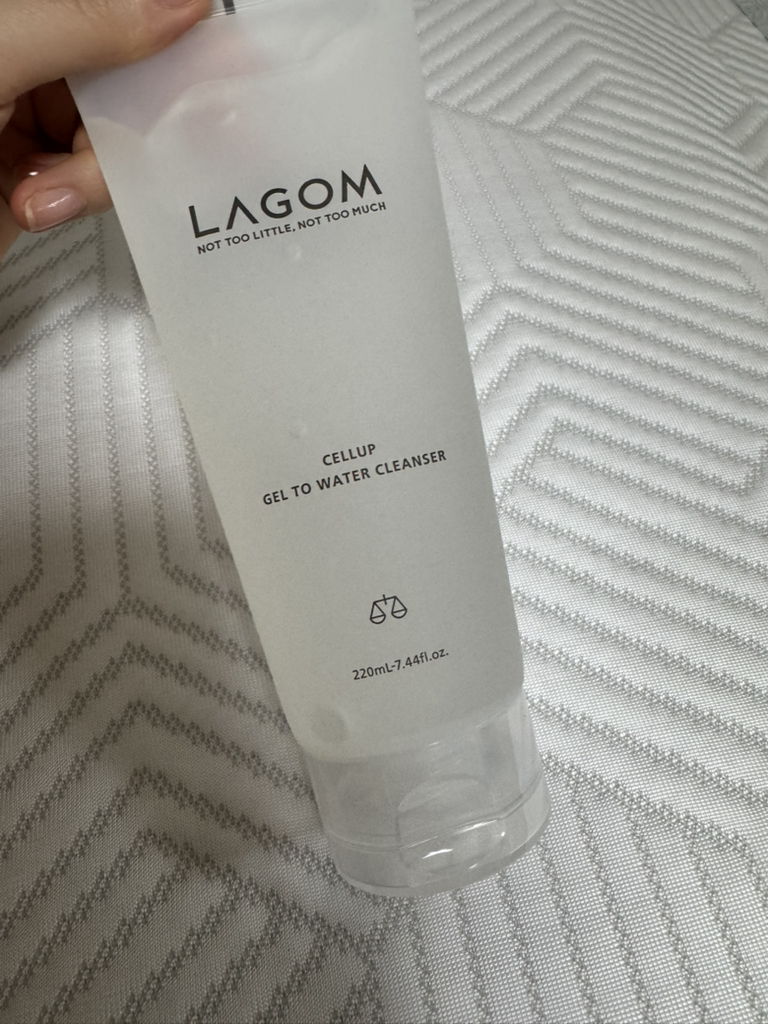 LAGOM
NOT TOO LITTLE, NOT TOO MUCH
CELLUP
GEL TO WATER CLEANSER
220mL-7.44fl.oz.